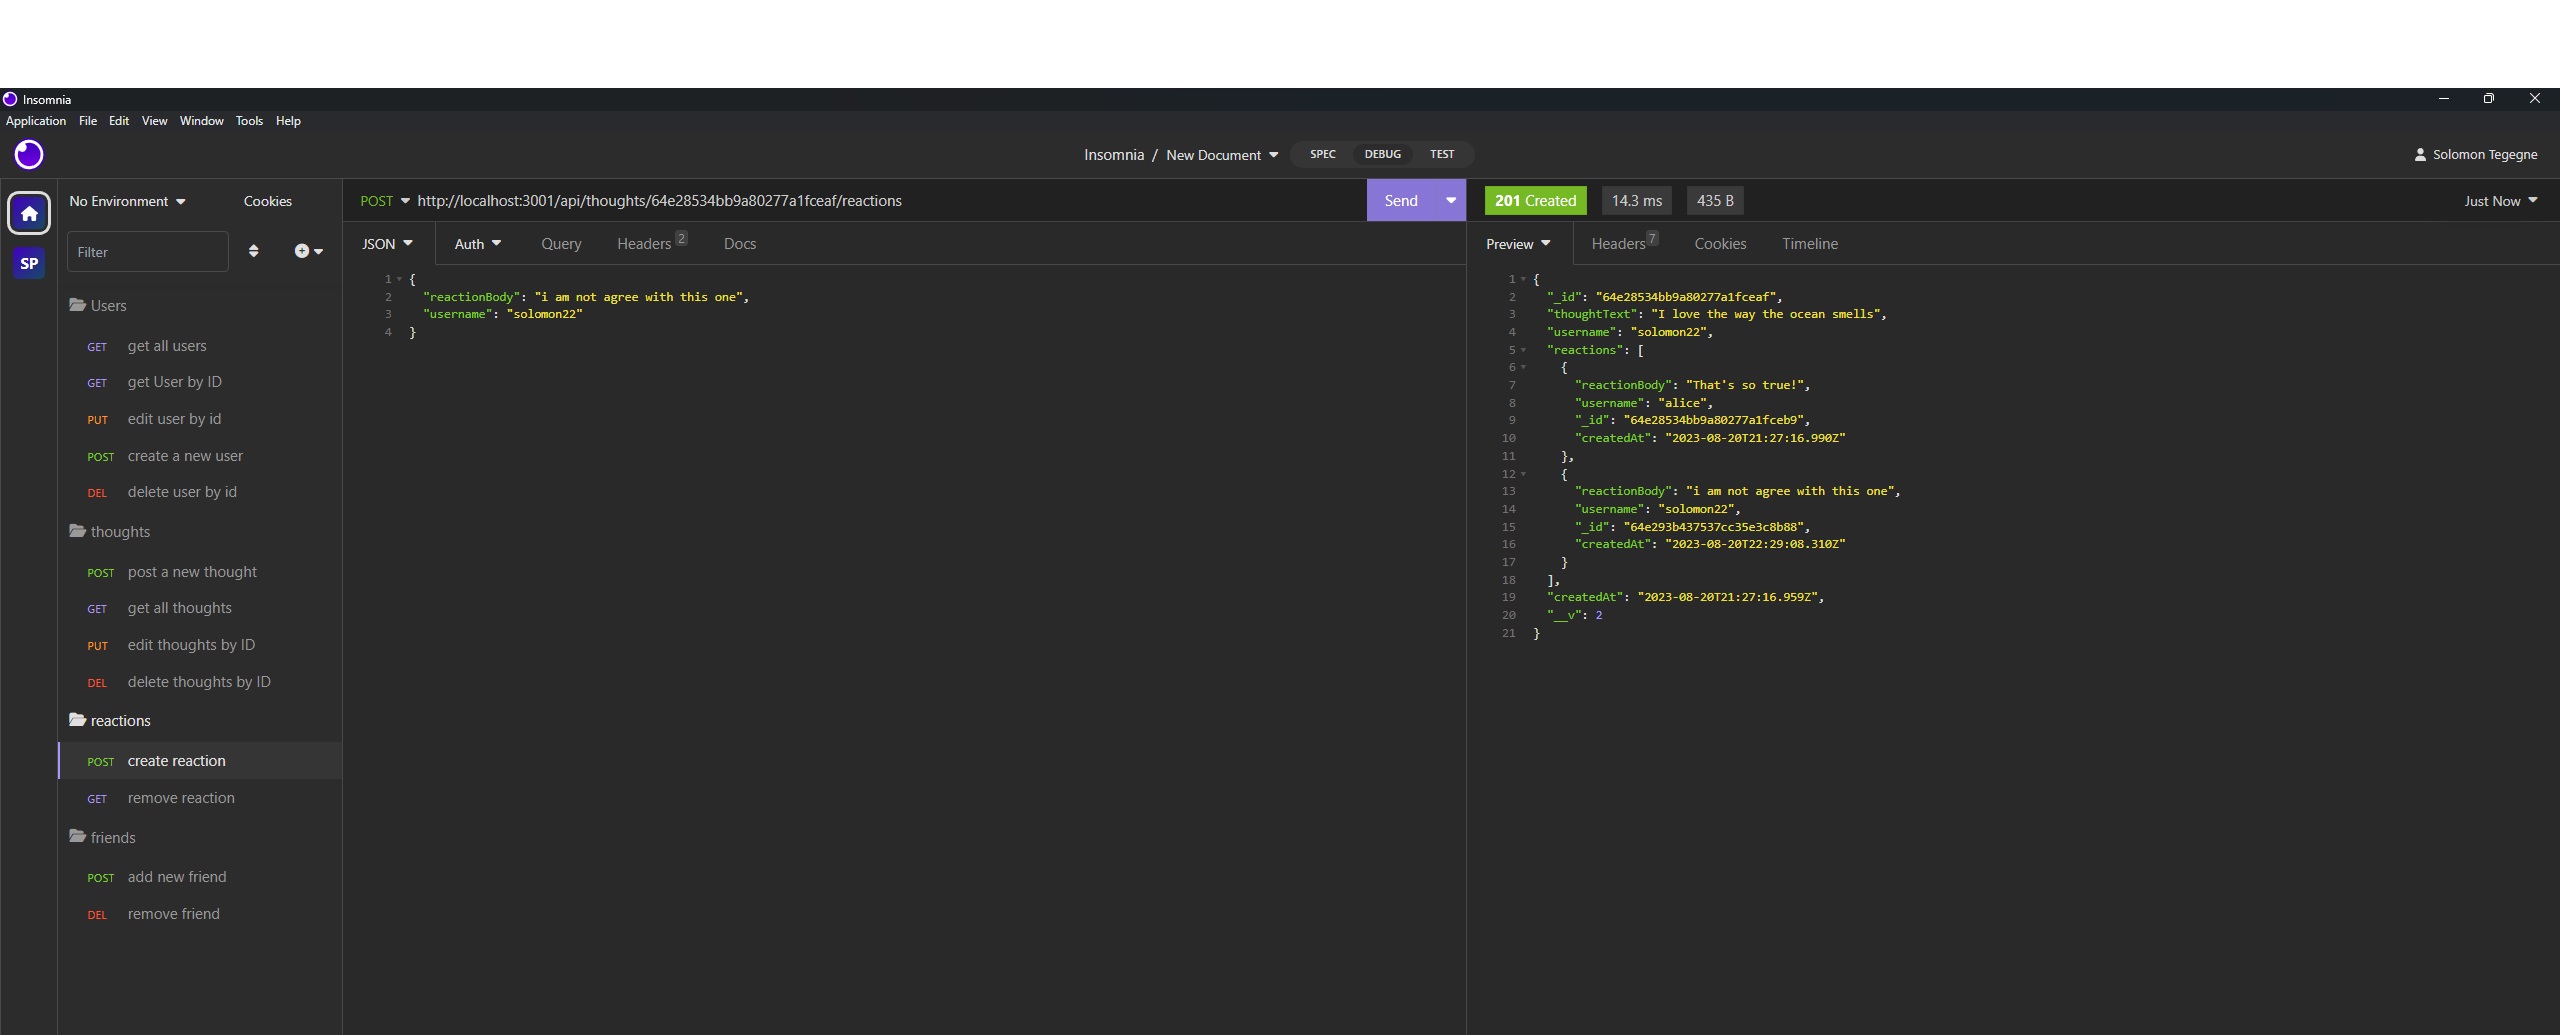 Insomnia
Application File Edit View Window Tools Help
Insomnia / New Document SPEC DEBUG TEST
Solomon Tegegne
SP
No Environment Cookies
Filter
Users
GET get all users
GET get User by ID
PUT edit user by id
POST create a new user
DEL delete user by id
thoughts
POST post a new thought
GET get all thoughts
PUT edit thoughts by ID
DEL delete thoughts by ID
reactions
POST create reaction
GET remove reaction
friends
POST add new friend
DEL remove friend
POST http://localhost:3001/api/thoughts/64e28534bb9a80277a1fceaf/reactions Send
JSON Auth Query Headers 2 Docs
1 {
2 "reactionBody": "i am not agree with this one",
3 "username": "solomon22"
4 }
201 Created 14.3 ms 435 B Just Now
Preview Headers 7 Cookies Timeline
1 {
2 "_id": "64e28534bb9a80277a1fceaf",
3 "thoughtText": "I love the way the ocean smells",
4 "username": "solomon22",
5 "reactions": [
6 {
7 "reactionBody": "That's so true!",
8 "username": "alice",
9 "_id": "64e28534bb9a80277a1fceb9",
10 "createdAt": "2023-08-20T21:27:16.990Z"
11 },
12 {
13 "reactionBody": "i am not agree with this one",
14 "username": "solomon22",
15 "_id": "64e293b437537cc35e3c8b88",
16 "createdAt": "2023-08-20T22:29:08.310Z"
17 }
18 ],
19 "createdAt": "2023-08-20T21:27:16.959Z",
20 "__v": 2
21 }